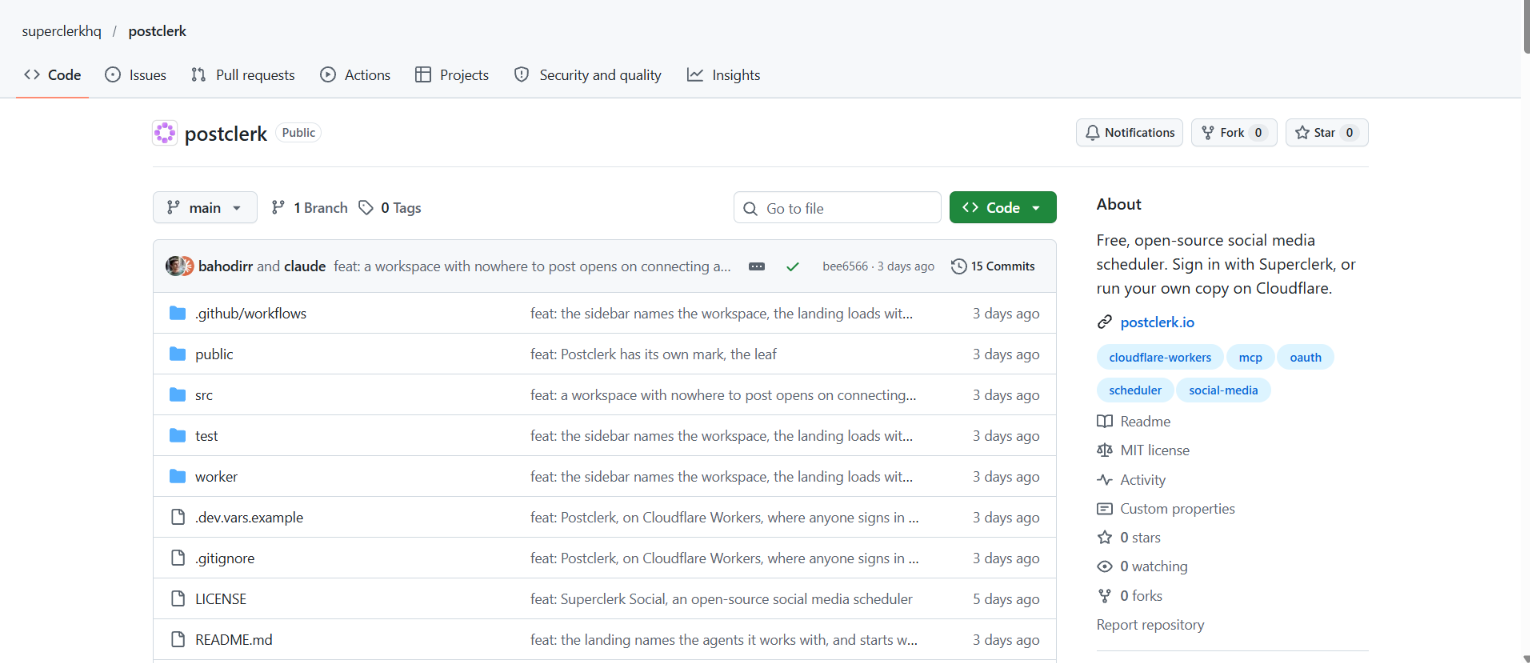 superclerkhq / postclerk
Code Issues Pull requests Actions Projects Security and quality Insights
postclerk Public
Notifications Fork 0 Star 0
main 1 Branch 0 Tags Go to file Code
bahodirr and claude feat: a workspace with nowhere to post opens on connecting a... bee6566 · 3 days ago 15 Commits
.github/workflows feat: the sidebar names the workspace, the landing loads wit... 3 days ago
public feat: Postclerk has its own mark, the leaf 3 days ago
src feat: a workspace with nowhere to post opens on connecting... 3 days ago
test feat: the sidebar names the workspace, the landing loads wit... 3 days ago
worker feat: the sidebar names the workspace, the landing loads wit... 3 days ago
.dev.vars.example feat: Postclerk, on Cloudflare Workers, where anyone signs in ... 3 days ago
.gitignore feat: Postclerk, on Cloudflare Workers, where anyone signs in ... 3 days ago
LICENSE feat: Superclerk Social, an open-source social media scheduler 5 days ago
README.md feat: the landing names the agents it works with, and starts w... 3 days ago
About
Free, open-source social media
scheduler. Sign in with Superclerk, or
run your own copy on Cloudflare.
postclerk.io
cloudflare-workers mcp oauth
scheduler social-media
Readme
MIT license
Activity
Custom properties
0 stars
0 watching
0 forks
Report repository